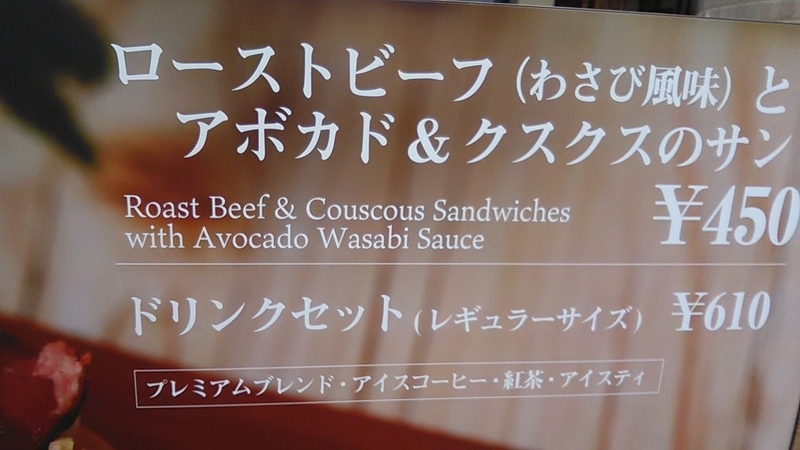 ローストビーフ（わさび風味）と
アボカド&クスクスのサン
Roast Beef & Couscous Sandwiches
with Avocado Wasabi Sauce
¥450
ドリンクセット（レギュラーサイズ） ¥610
プレミアムブレンド・アイスコーヒー・紅茶・アイスティ